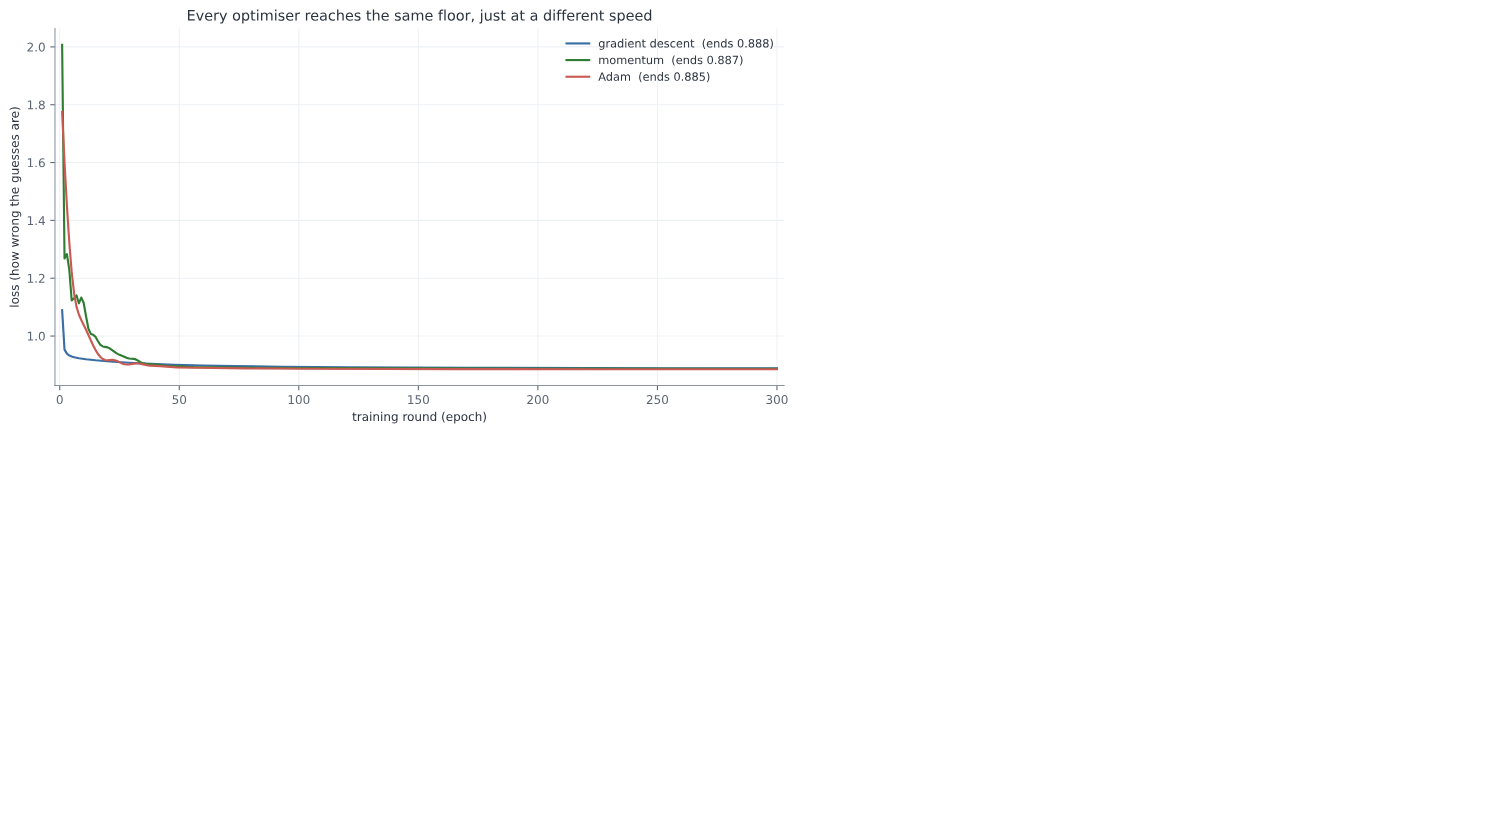 Every optimiser reaches the same floor, just at a different speed
gradient descent (ends 0.888)
momentum (ends 0.887)
Adam (ends 0.885)
loss (how wrong the guesses are)
2.0
1.8
1.6
1.4
1.2
1.0
0 50 100 150 200 250 300
training round (epoch)